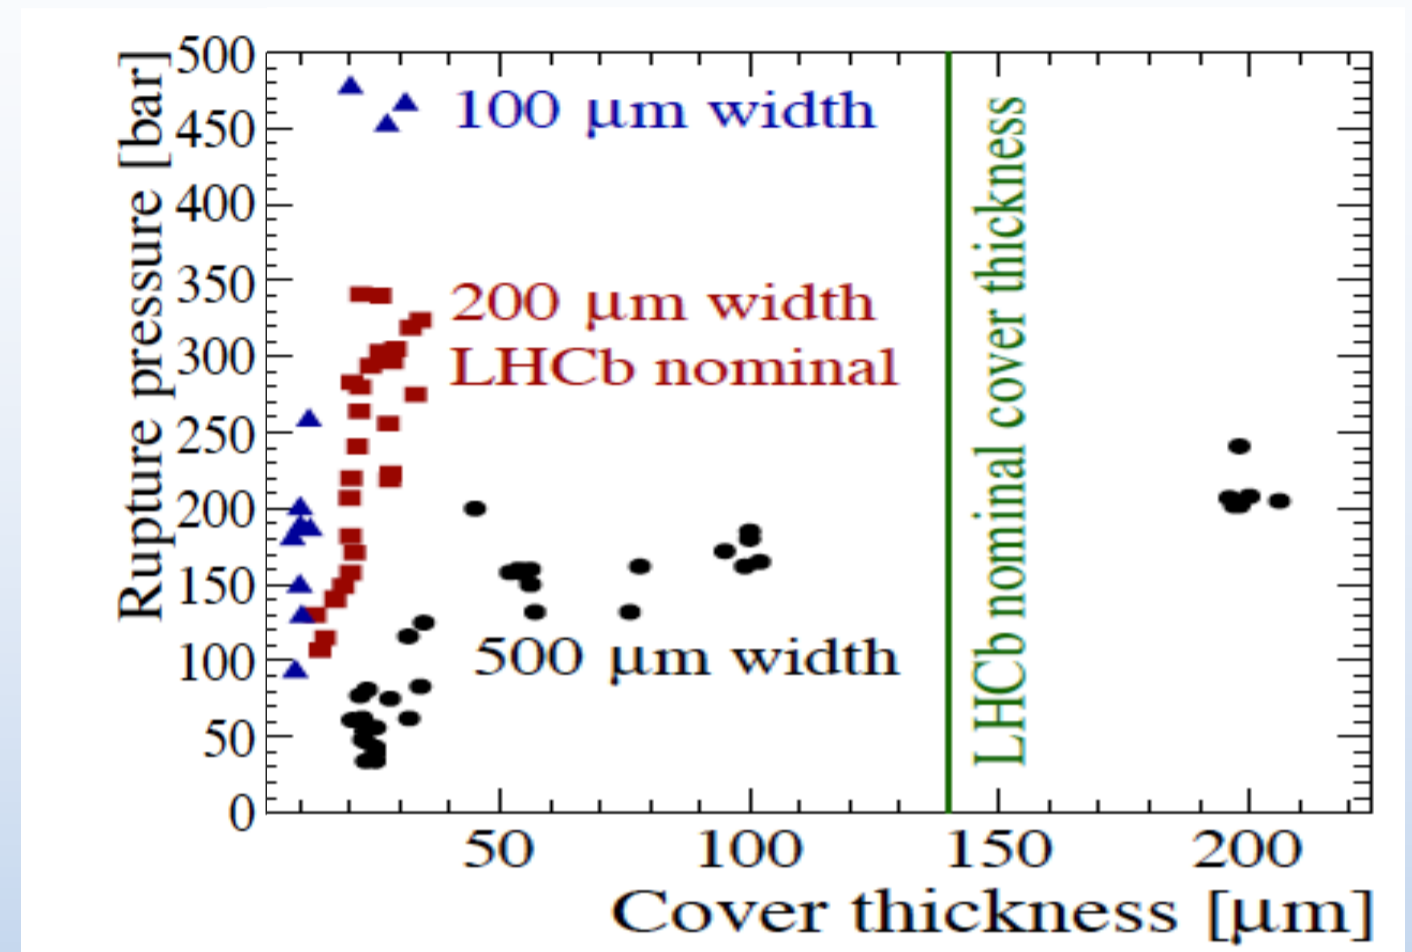 Rupture pressure [bar]
500
450
400
350
300
250
200
150
100
50
0
100 μm width
200 μm width
LHCb nominal
500 μm width
LHCb nominal cover thickness
50 100 150 200
Cover thickness [μm]